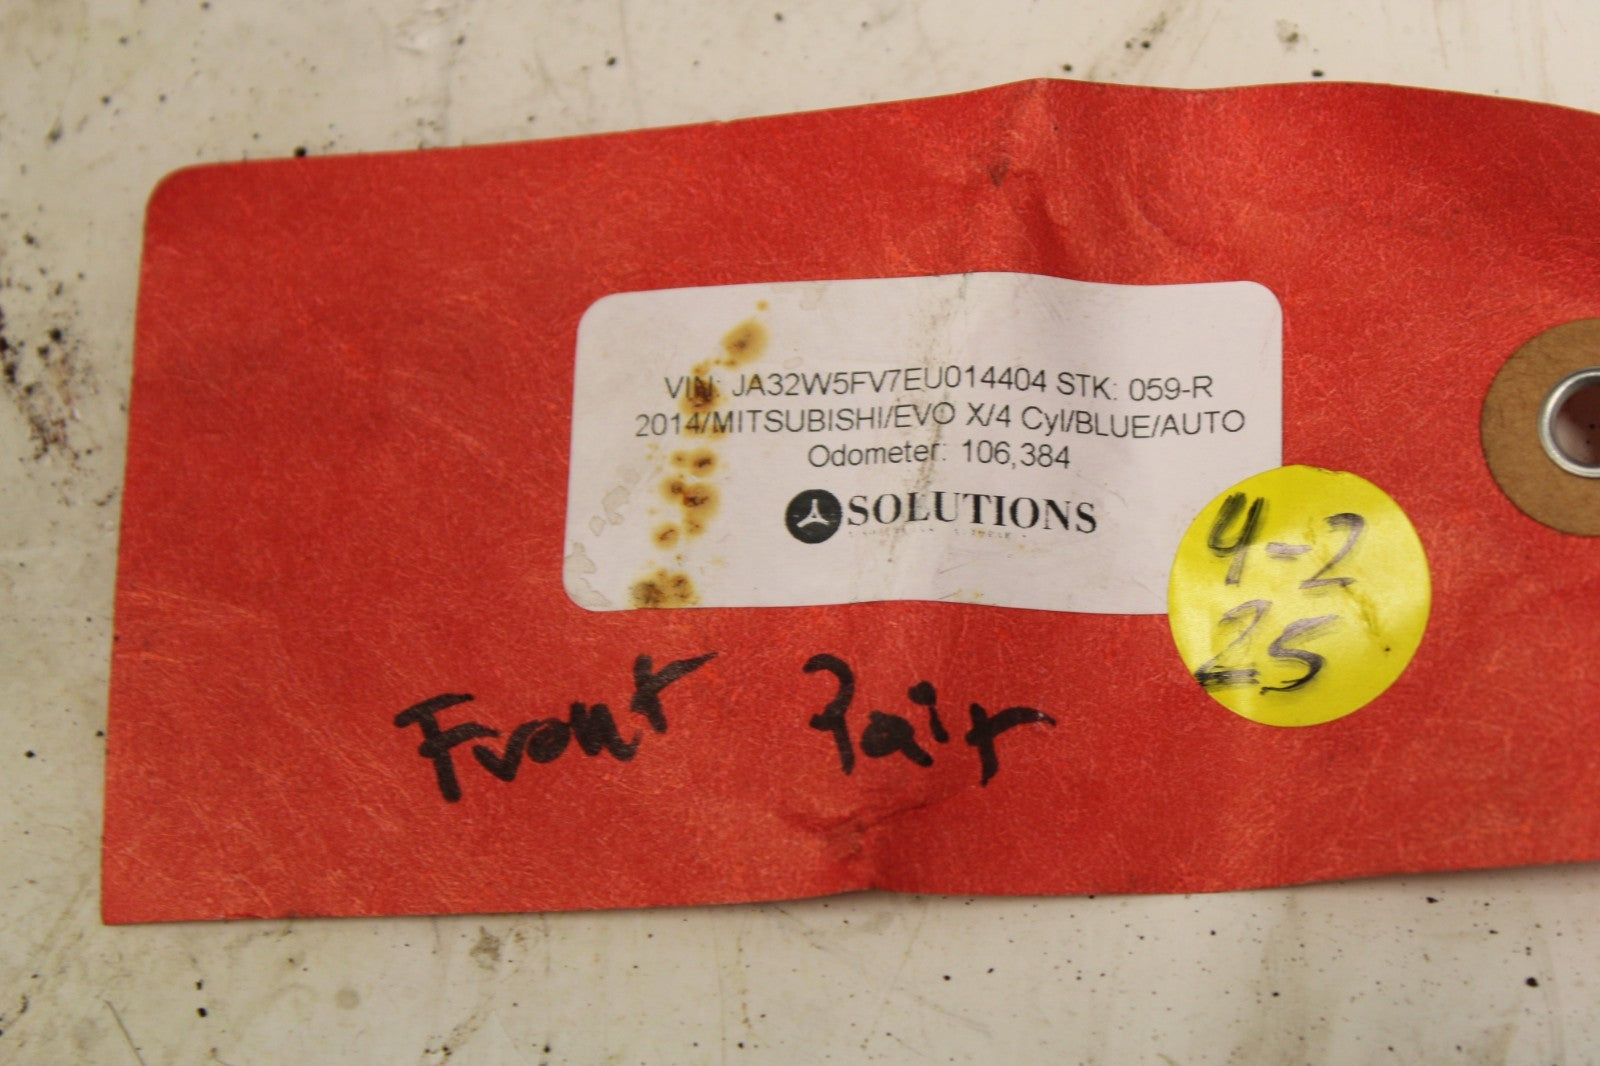 VIN: JA32W5FV7EU014404 STK: 059-R
2014/MITSUBISHI/EVO X/4 Cyl/BLUE/AUTO
Odometer: 106,384
SOLUTIONS
4-2
25
Front Pair